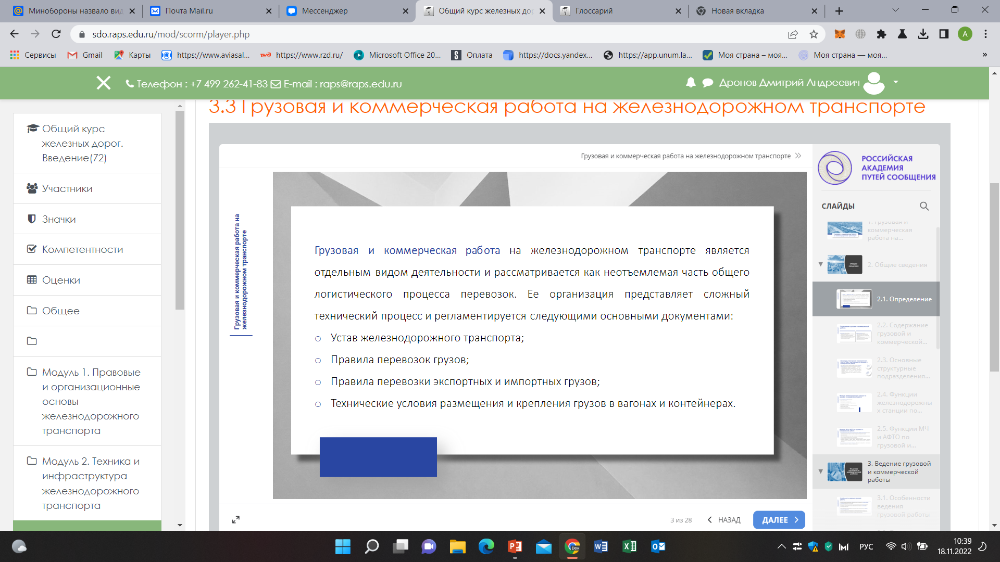 Минобороны назвало вид
Почта Mail.ru
Мессенджер
Общий курс железных дор
Глоссарий
Новая вкладка
sdo.raps.edu.ru/mod/scorm/player.php
A
Сервисы
Gmail
Карты
https://www.aviasal...
https://www.rzd.ru/
Microsoft Office 20...
Оплата
https://docs.yandex...
https://app.unum.la...
Моя страна – моя...
Моя страна — моя...
»
Телефон : +7 499 262-41-83 E-mail : raps@raps.edu.ru
Дронов Дмитрий Андреевич
3.3 Грузовая и коммерческая работа на железнодорожном транспорте
Общий курс
железных дорог.
Введение(72)
Участники
Значки
Компетентности
Оценки
Общее
Модуль 1. Правовые
и организационные
основы
железнодорожного
транспорта
Модуль 2. Техника и
инфраструктура
железнодорожного
транспорта
Грузовая и коммерческая работа на железнодорожном транспорте
Грузовая и коммерческая работа на
железнодорожном транспорте
Грузовая и коммерческая работа на железнодорожном транспорте является
отдельным видом деятельности и рассматривается как неотъемлемая часть общего
логистического процесса перевозок. Ее организация представляет сложный
технический процесс и регламентируется следующими основными документами:
o Устав железнодорожного транспорта;
o Правила перевозок грузов;
o Правила перевозки экспортных и импортных грузов;
o Технические условия размещения и крепления грузов в вагонах и контейнерах.
3 из 28
НАЗАД
ДАЛЕЕ
РОССИЙСКАЯ
АКАДЕМИЯ
ПУТЕЙ СООБЩЕНИЯ
СЛАЙДЫ
1. Грузовая и
коммерческая
работа на...
2. Общие сведения
2.1. Определение
2.2. Содержание
грузовой и
коммерческой...
2.3. Основные
структурные
подразделения...
2.4. Функции
железнодорожны
х станции по...
2.5. Функции МЧ
и АФТО по
грузовой и...
3. Ведение грузовой
и коммерческой
работы
3.1. Особенности
ведения
грузовой работы
Dev
РУС
10:39
18.11.2022